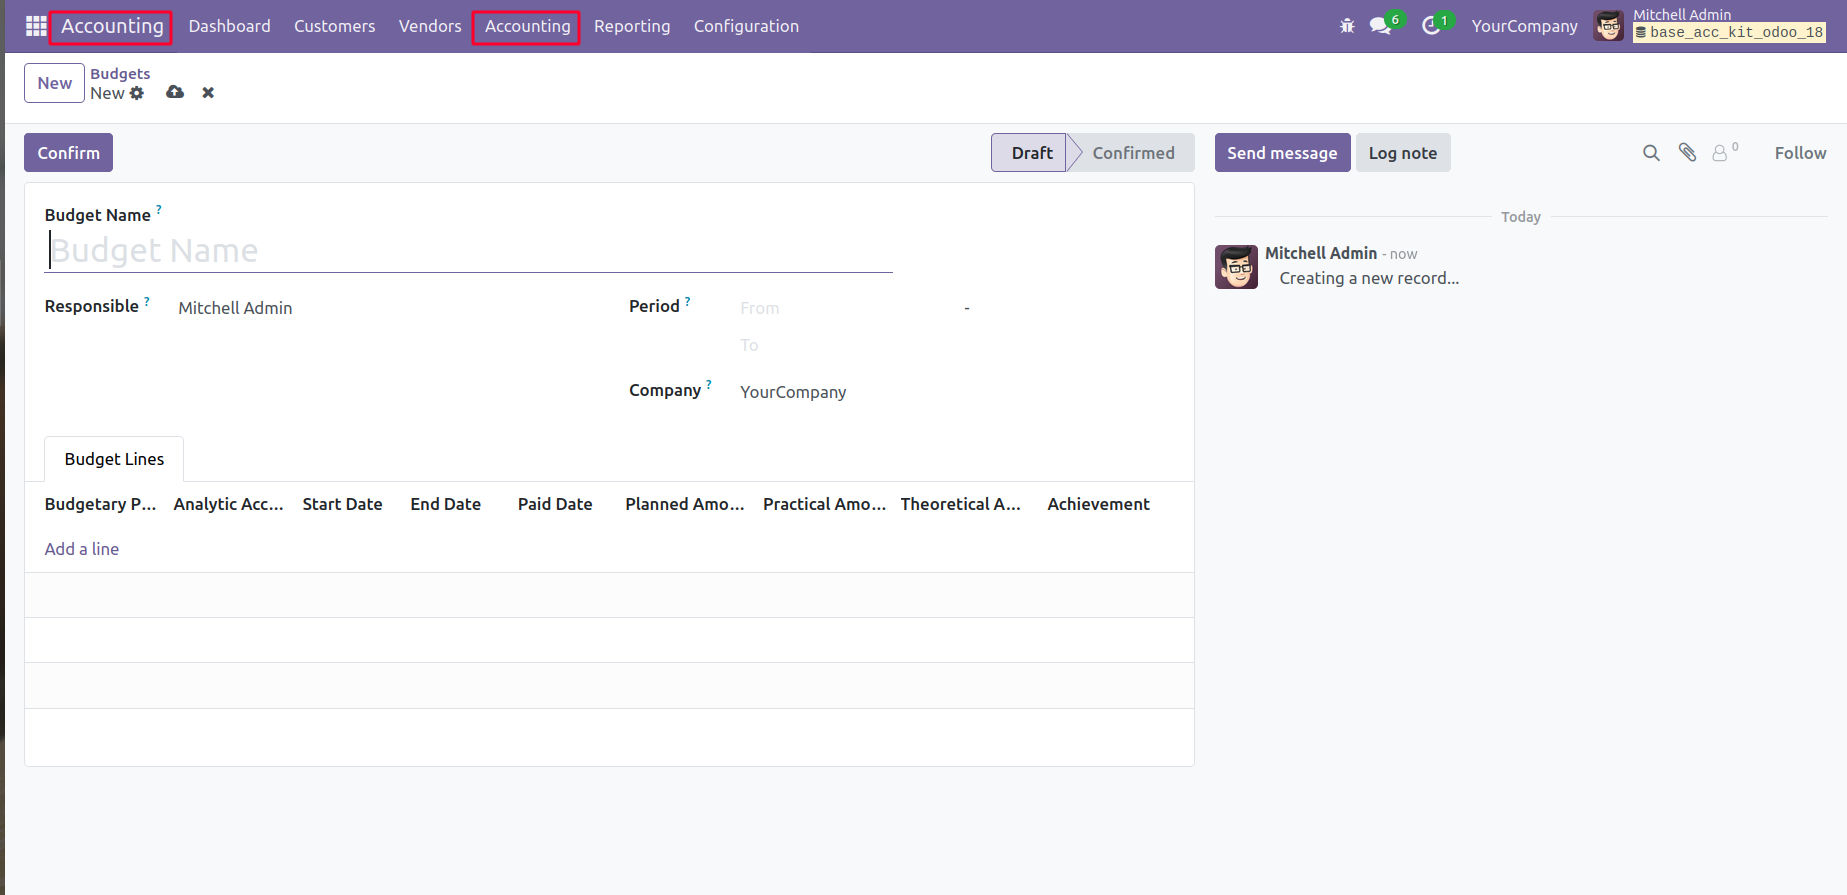 Accounting Dashboard Customers Vendors Accounting Reporting Configuration 6 1 YourCompany Mitchell Admin
base_acc_kit_odoo_18
New Budgets
New
Confirm Draft Confirmed Send message Log note 0 Follow
Budget Name ?
Budget Name
Today
Mitchell Admin - now
Creating a new record...
Responsible ? Mitchell Admin Period ? From -
To
Company ? YourCompany
Budget Lines
Budgetary P... Analytic Acc... Start Date End Date Paid Date Planned Amo... Practical Amo... Theoretical A... Achievement
Add a line